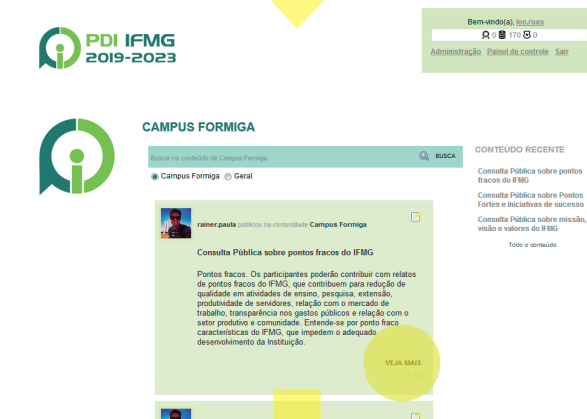 PDI IFMG
2019-2023
Bem-vindo(a), leo.ruas
0 170 0
Administração Painel de controle Sair
CAMPUS FORMIGA
Buscar no conteúdo de Campus Formiga
BUSCA
Campus Formiga Geral
rainer.paula publicou na comunidade Campus Formiga
Consulta Pública sobre pontos fracos do IFMG
Pontos fracos. Os participantes poderão contribuir com relatos
de pontos fracos do IFMG, que contribuem para redução de
qualidade em atividades de ensino, pesquisa, extensão,
produtividade de servidores, relação com o mercado de
trabalho, transparência nos gastos públicos e relação com o
setor produtivo e comunidade. Entende-se por ponto fraco
características do IFMG, que impedem o adequado
desenvolvimento da Instituição.
VEJA MAIS
CONTEÚDO RECENTE
Consulta Pública sobre pontos
fracos do IFMG
Consulta Pública sobre Pontos
Fortes e Iniciativas de sucesso
Consulta Pública sobre missão,
visão e valores do IFMG
Todo o conteúdo